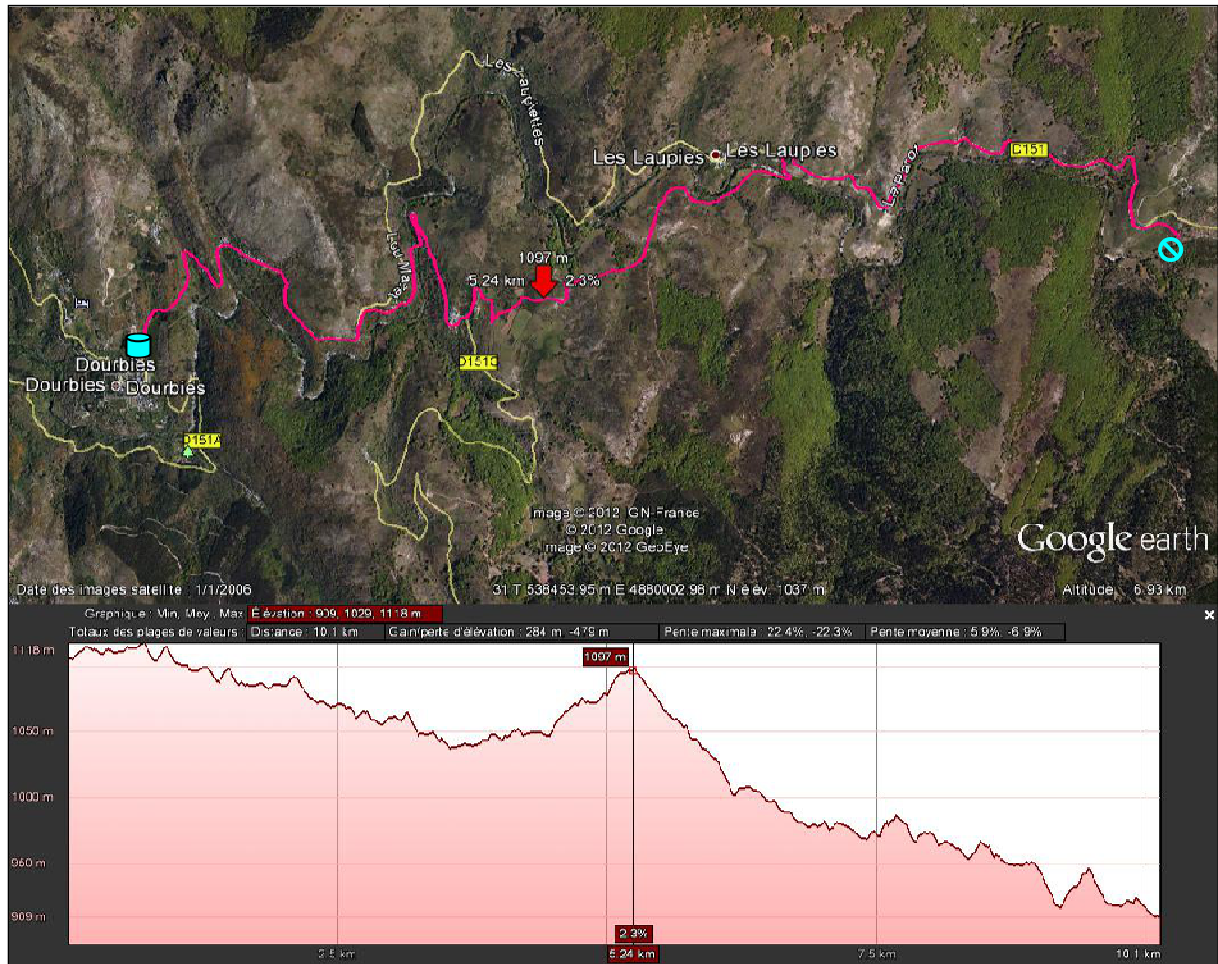 Les Fauchettes
Les Laupies
Les Laupies
D151
Lapao
1097 m
5.24 km
2.3%
Dourbies
Dourbies
Dourbies
D151C
D151A
Image © 2012 IGN-France
© 2012 Google
Image © 2012 GeoEye
Google earth
Date des images satellite : 1/1/2006
31 T 538453.95 m E 4880002.98 m N élév. 1037 m
Altitude 6.93 km
Graphique : Min, Moy., Max Élévation : 909, 1029, 1118 m
Totaux des plages de valeurs : Distance : 10.1 km Gain/perte d'élévation : 284 m -479 m Pente maximale : 22.4%, -22.3% Pente moyenne : 5.9%, -6.9%
1118 m
1097 m
1050 m
1000 m
950 m
909 m
2.3%
2.5 km
5.24 km
7.5 km
10.1 km